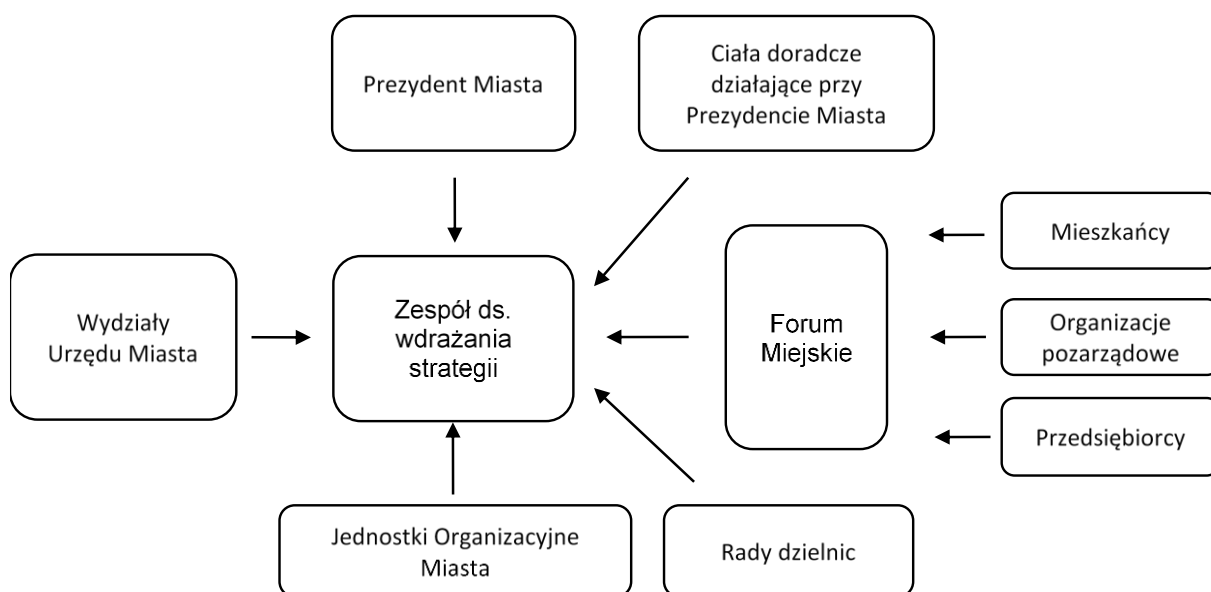 Prezydent Miasta
Ciała doradcze
działające przy
Prezydencie Miasta
Mieszkańcy
Wydziały
Urzędu Miasta
Zespół ds.
wdrażania
strategii
Forum
Miejskie
Organizacje
pozarządowe
Przedsiębiorcy
Jednostki Organizacyjne
Miasta
Rady dzielnic